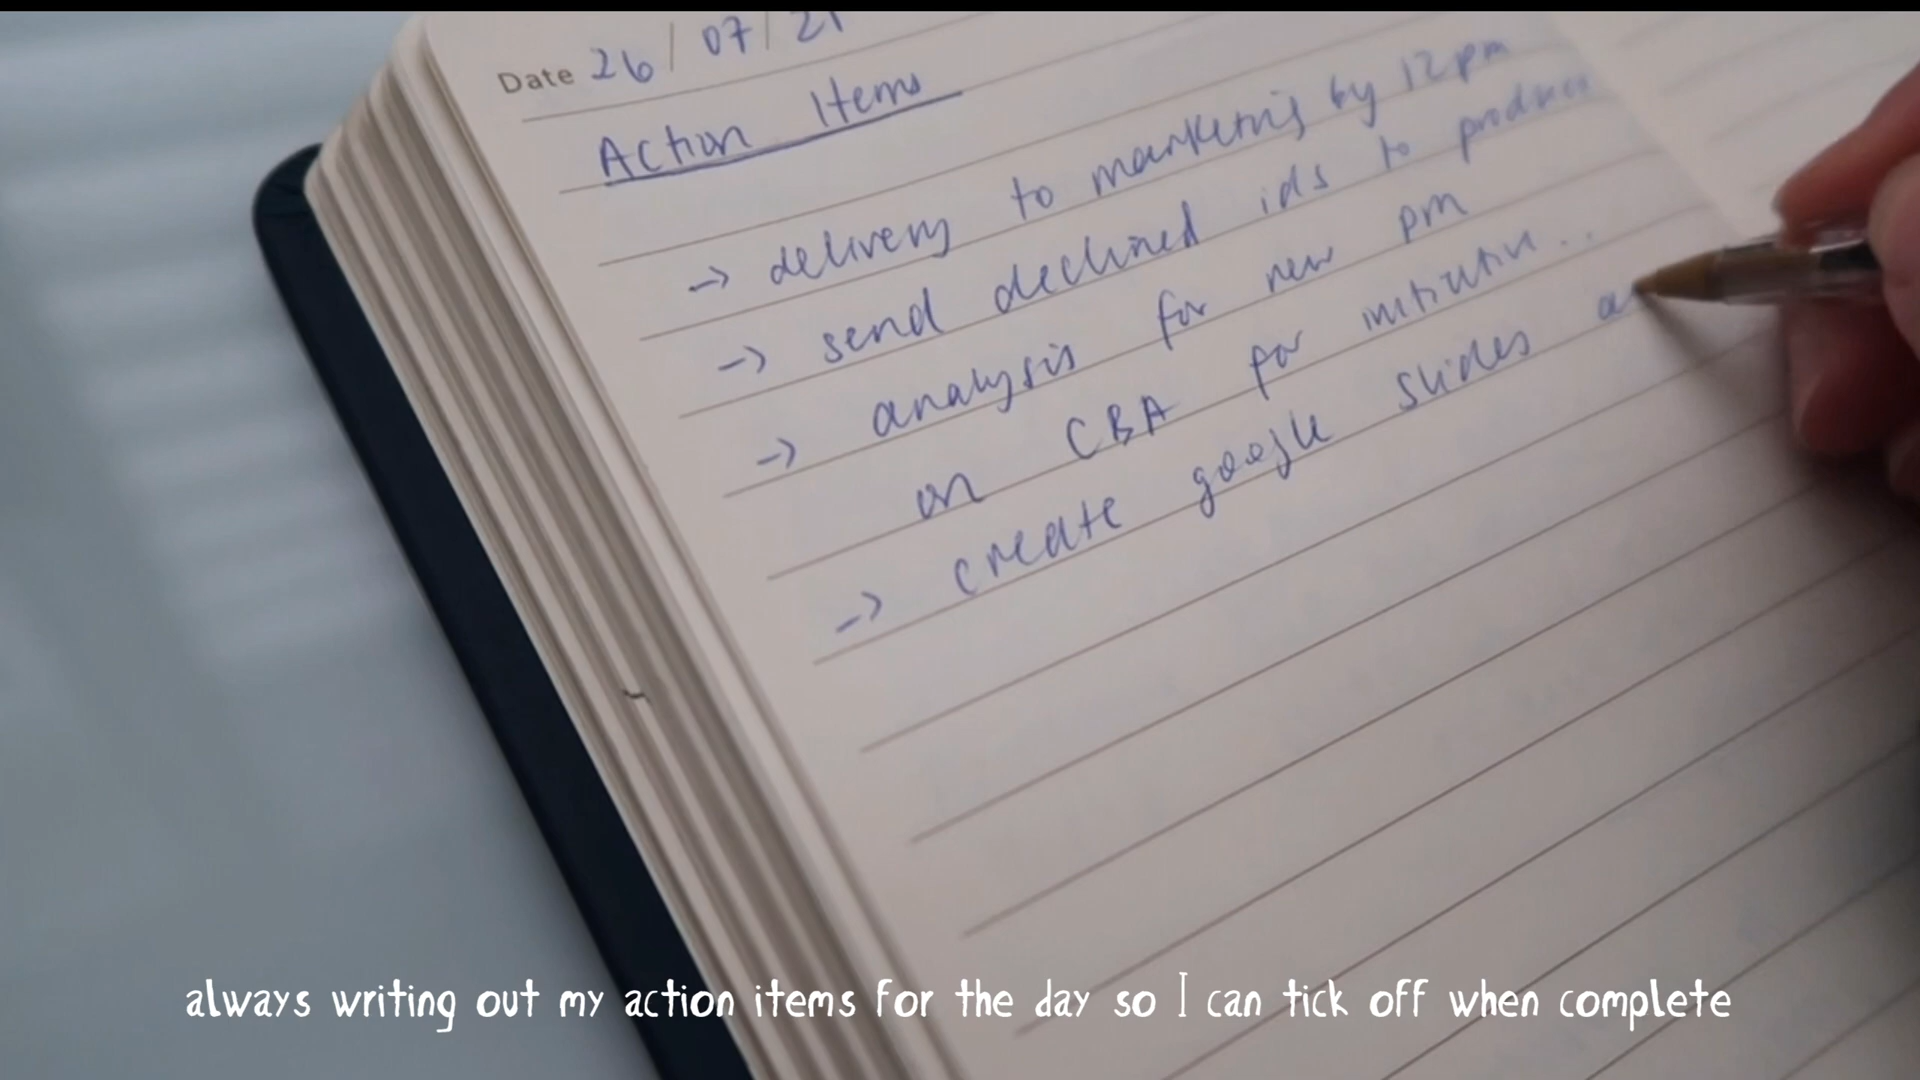 Date 26/07/21
Action Items
-> delivery to marketing by 12pm
-> send declined ids to
-> analysis for new pm
on CBA for
-> create google slides
always writing out my action items for the day so I can tick off when complete